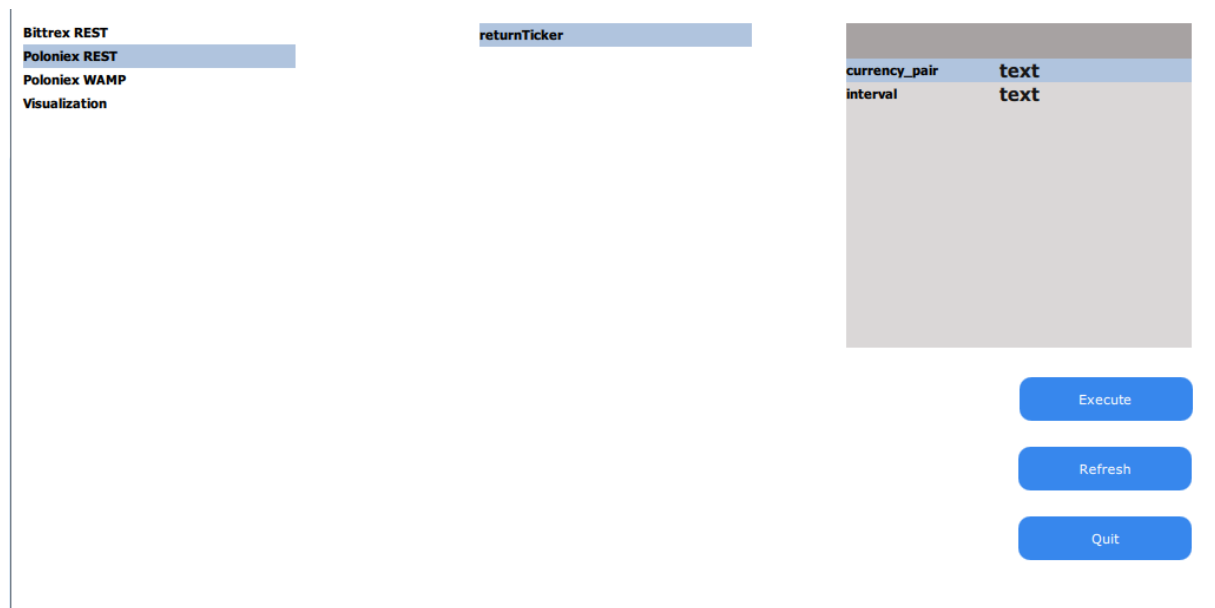 Bittrex REST
Poloniex REST
Poloniex WAMP
Visualization
returnTicker
currency_pair text
interval text
Execute
Refresh
Quit